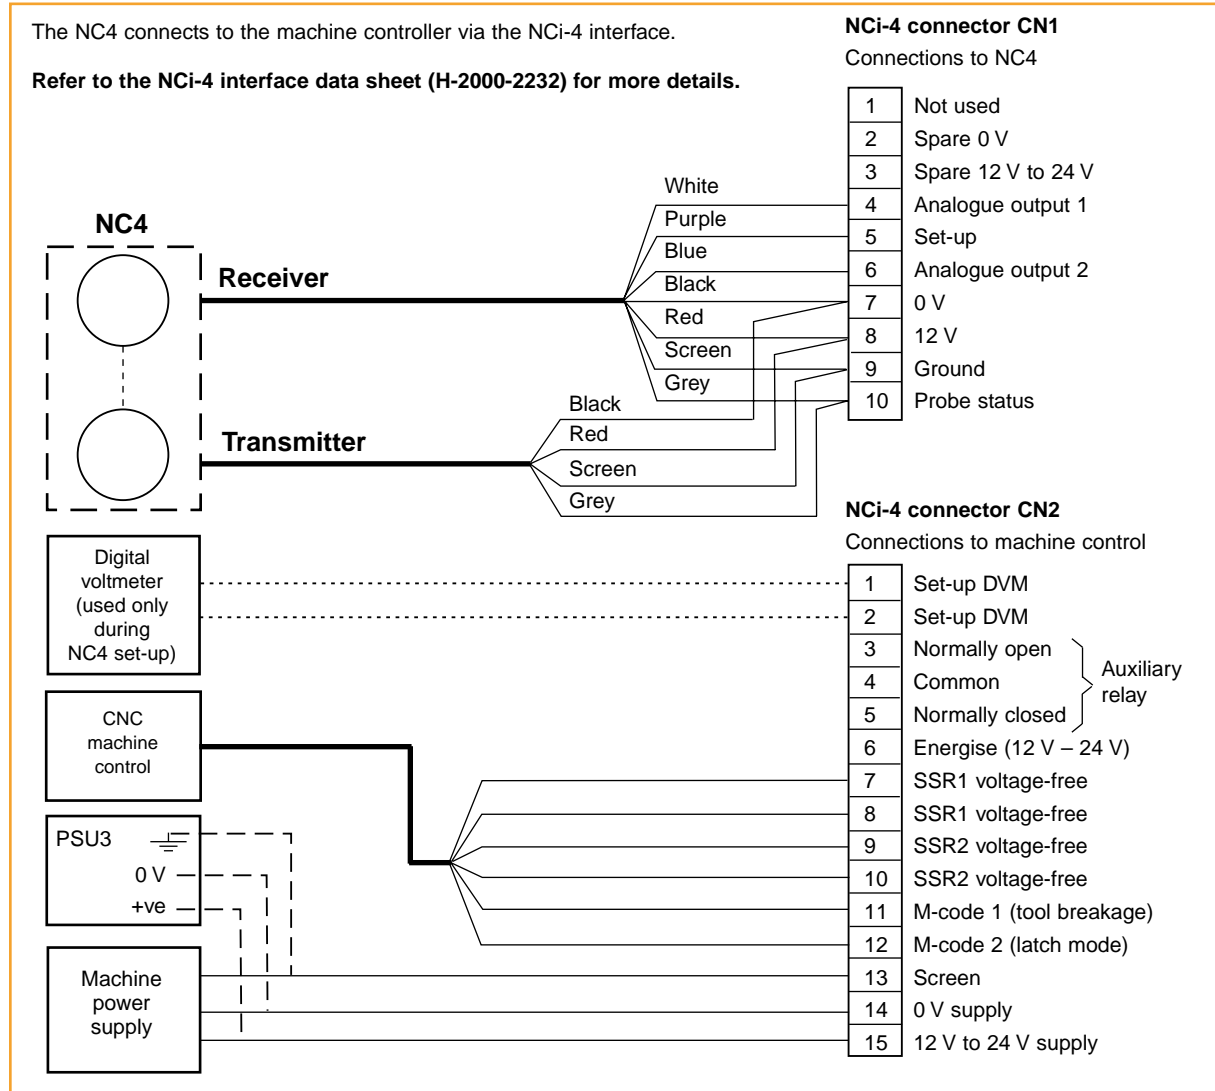 The NC4 connects to the machine controller via the NCi-4 interface.
Refer to the NCi-4 interface data sheet (H-2000-2232) for more details.
NCi-4 connector CN1
Connections to NC4
1 Not used
2 Spare 0 V
3 Spare 12 V to 24 V
4 Analogue output 1
5 Set-up
6 Analogue output 2
7 0 V
8 12 V
9 Ground
10 Probe status
NC4
Receiver
White
Purple
Blue
Black
Red
Screen
Grey
Transmitter
Black
Red
Screen
Grey
NCi-4 connector CN2
Connections to machine control
1 Set-up DVM
2 Set-up DVM
3 Normally open
4 Common
5 Normally closed
Auxiliary
relay
6 Energise (12 V – 24 V)
7 SSR1 voltage-free
8 SSR1 voltage-free
9 SSR2 voltage-free
10 SSR2 voltage-free
11 M-code 1 (tool breakage)
12 M-code 2 (latch mode)
13 Screen
14 0 V supply
15 12 V to 24 V supply
Digital
voltmeter
(used only
during
NC4 set-up)
CNC
machine
control
PSU3
0 V
+ve
Machine
power
supply